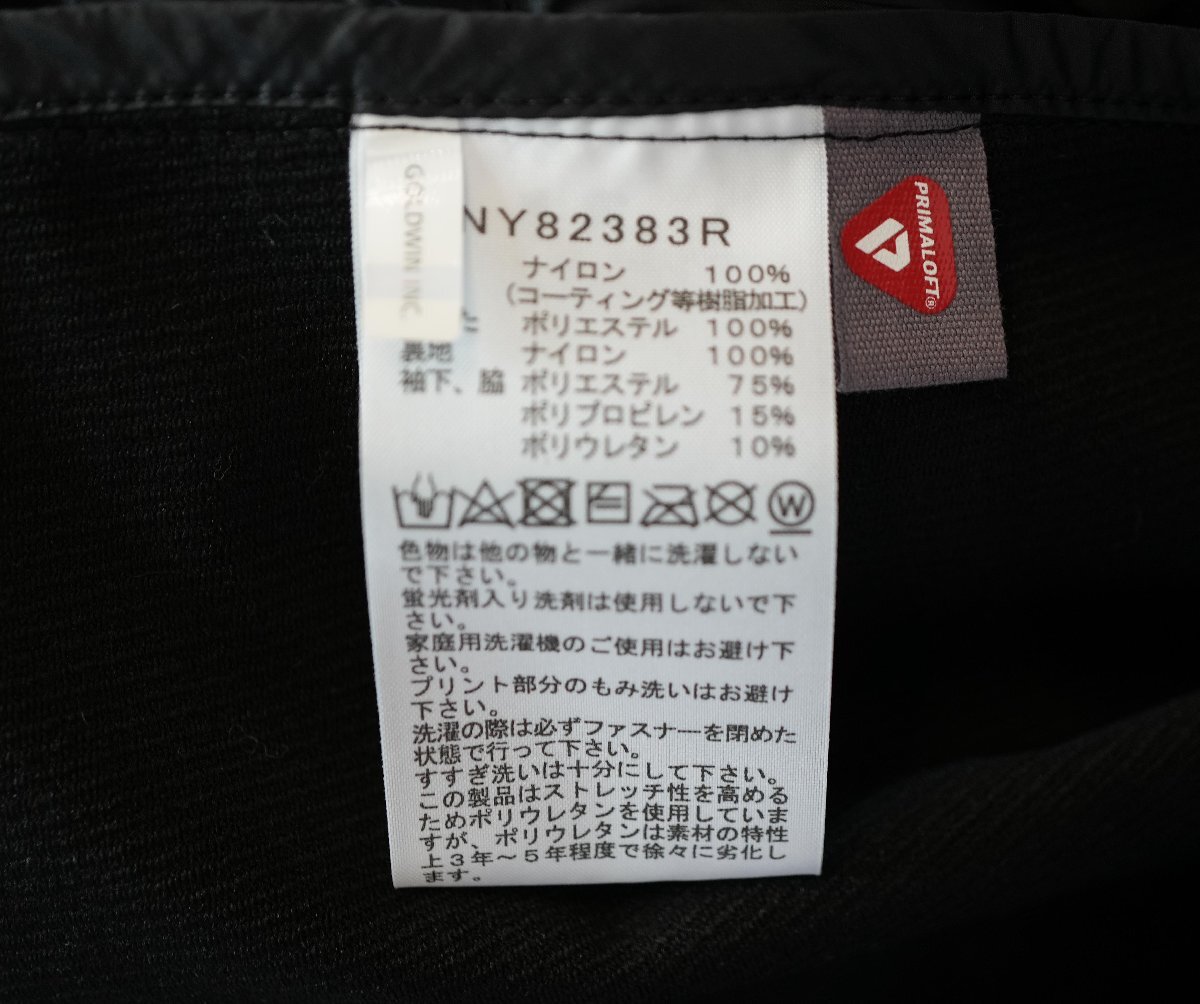 GOLDWIN INC.
NY82383R
PRIMALOFT®
ナイロン 100%
(コーティング等樹脂加工)
た ポリエステル 100%
裏地 ナイロン 100%
袖下、脇 ポリエステル 75%
ポリプロピレン 15%
ポリウレタン 10%
W
色物は他の物と一緒に洗濯しない
で下さい。
蛍光剤入り洗剤は使用しないで下
さい。
家庭用洗濯機のご使用はお避け下
さい。
プリント部分のもみ洗いはお避け
下さい。
洗濯の際は必ずファスナーを閉めた
状態で行って下さい。
すすぎ洗いは十分にして下さい。
この製品はストレッチ性を高める
ためポリウレタンを使用していま
すが、ポリウレタンは素材の特性
上3年～5年程度で徐々に劣化し
ます。